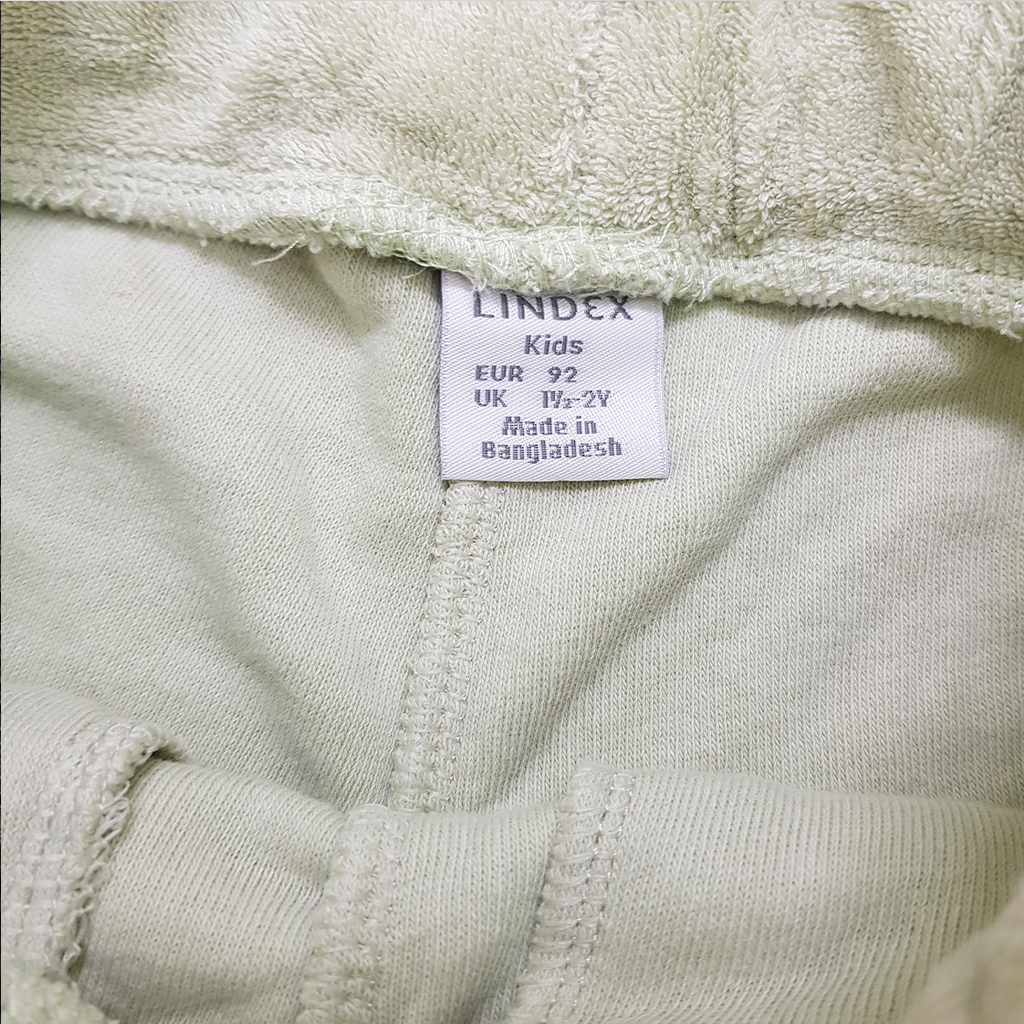 LINDEX
Kids
EUR 92
UK 1½-2Y
Made in
Bangladesh